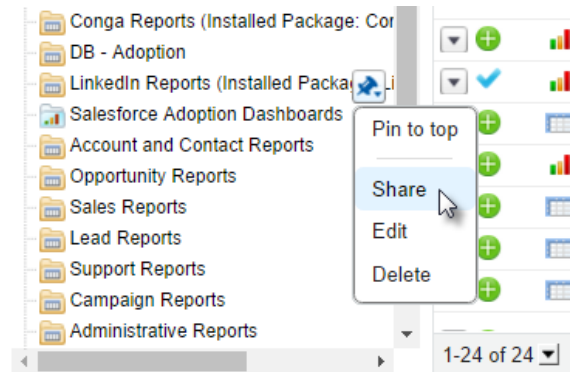 Conga Reports (Installed Package: Cor
DB - Adoption
LinkedIn Reports (Installed Packa
Li
Salesforce Adoption Dashboards
Account and Contact Reports
Opportunity Reports
Sales Reports
Lead Reports
Support Reports
Campaign Reports
Administrative Reports
Pin to top
Share
Edit
Delete
1-24 of 24